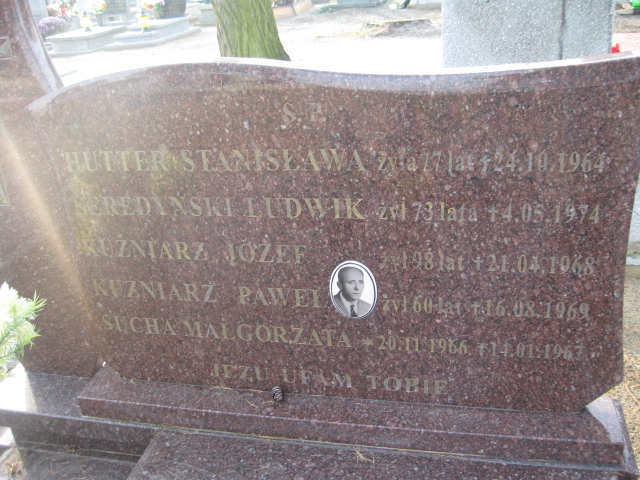 Ś.P.
HUTTER STANISŁAWA żyła 77 lat +24.10.1964
SEREDYŃSKI LUDWIK żył 73 lata +4.05.1974
KUŹNIARZ JÓZEF żył 98 lat +21.04.1968
KUŹNIARZ PAWEŁ żył 60 lat +16.08.1969
SUCHA MAŁGORZATA * 20.11.1966 +14.01.1967
JEZU UFAM TOBIE